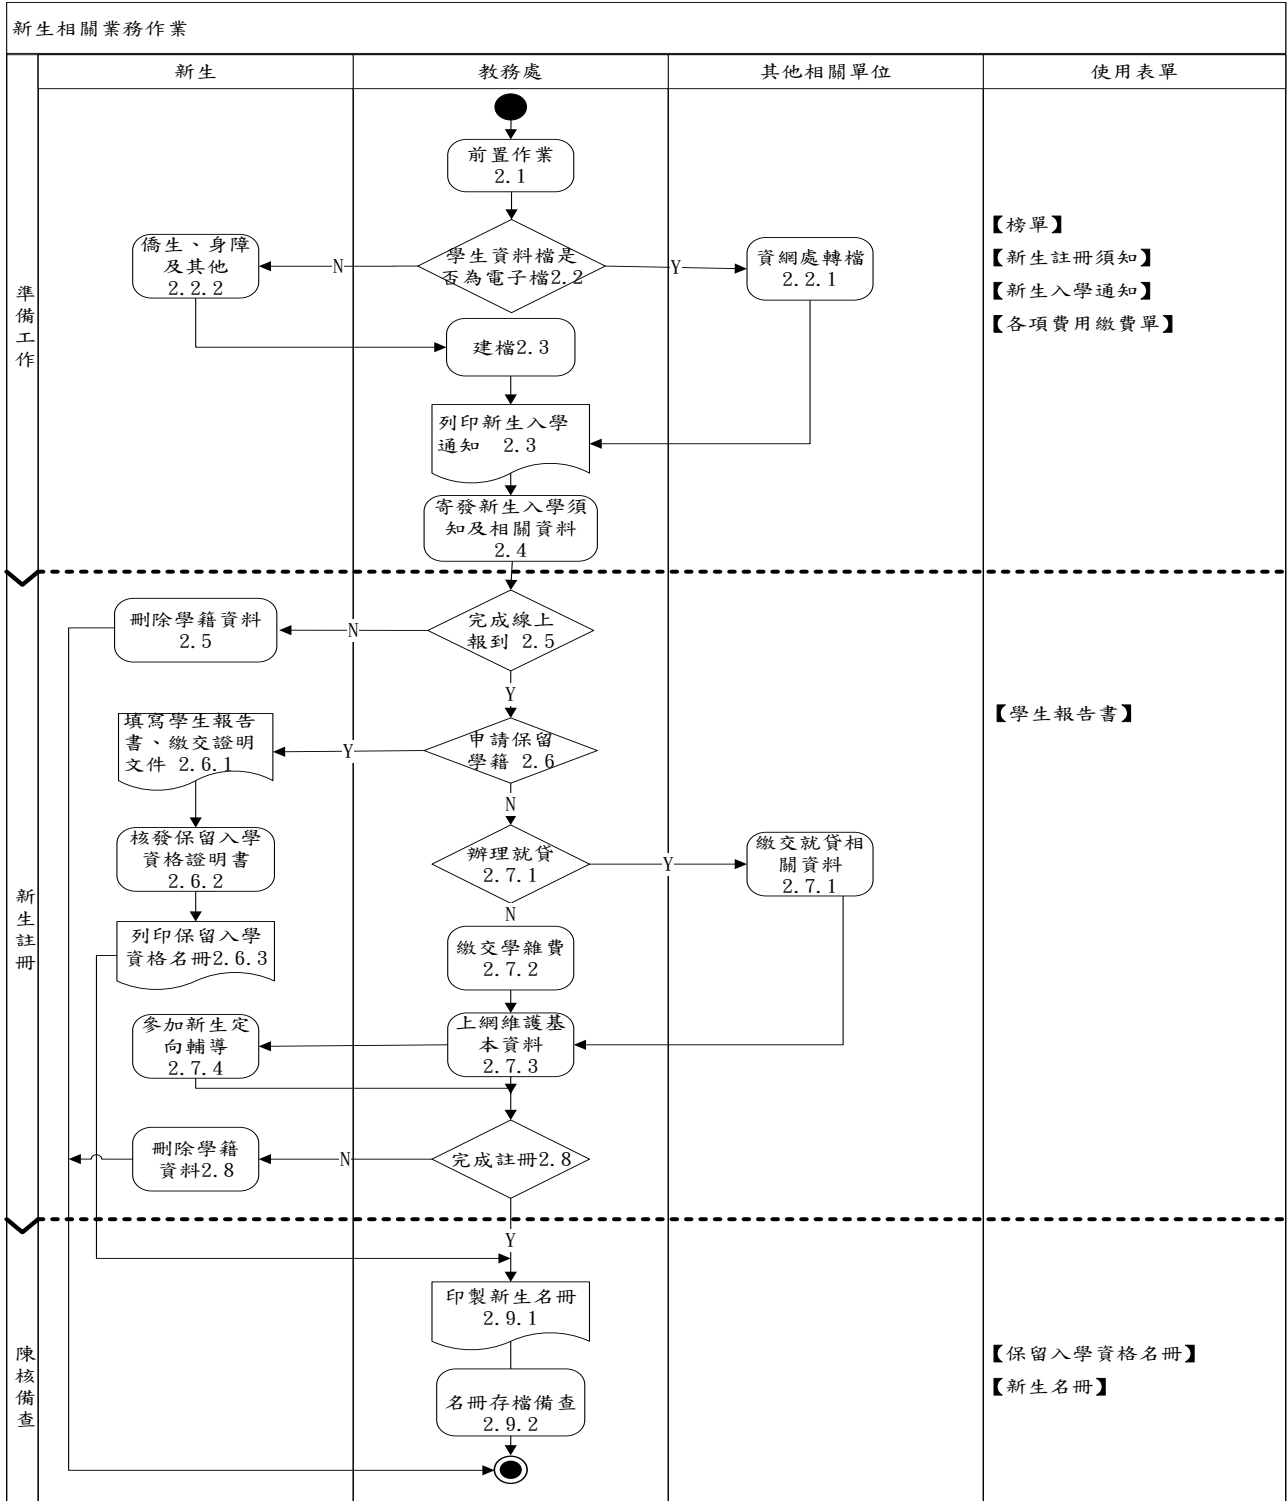 新生相關業務作業
新生
教務處
其他相關單位
使用表單
準備工作
前置作業
2.1
學生資料檔是
否為電子檔2.2
N
Y
僑生、身障
及其他
2.2.2
資網處轉檔
2.2.1
建檔2.3
列印新生入學
通知 2.3
寄發新生入學須
知及相關資料
2.4
【榜單】
【新生註冊須知】
【新生入學通知】
【各項費用繳費單】
新生註冊
完成線上
報到 2.5
N
刪除學籍資料
2.5
Y
申請保留
學籍 2.6
Y
填寫學生報告
書、繳交證明
文件 2.6.1
【學生報告書】
N
核發保留入學
資格證明書
2.6.2
辦理就貸
2.7.1
Y
繳交就貸相
關資料
2.7.1
N
列印保留入學
資格名冊2.6.3
繳交學雜費
2.7.2
參加新生定
向輔導
2.7.4
上網維護基
本資料
2.7.3
刪除學籍
資料2.8
N
完成註冊2.8
Y
陳核備查
印製新生名冊
2.9.1
名冊存檔備查
2.9.2
【保留入學資格名冊】
【新生名冊】